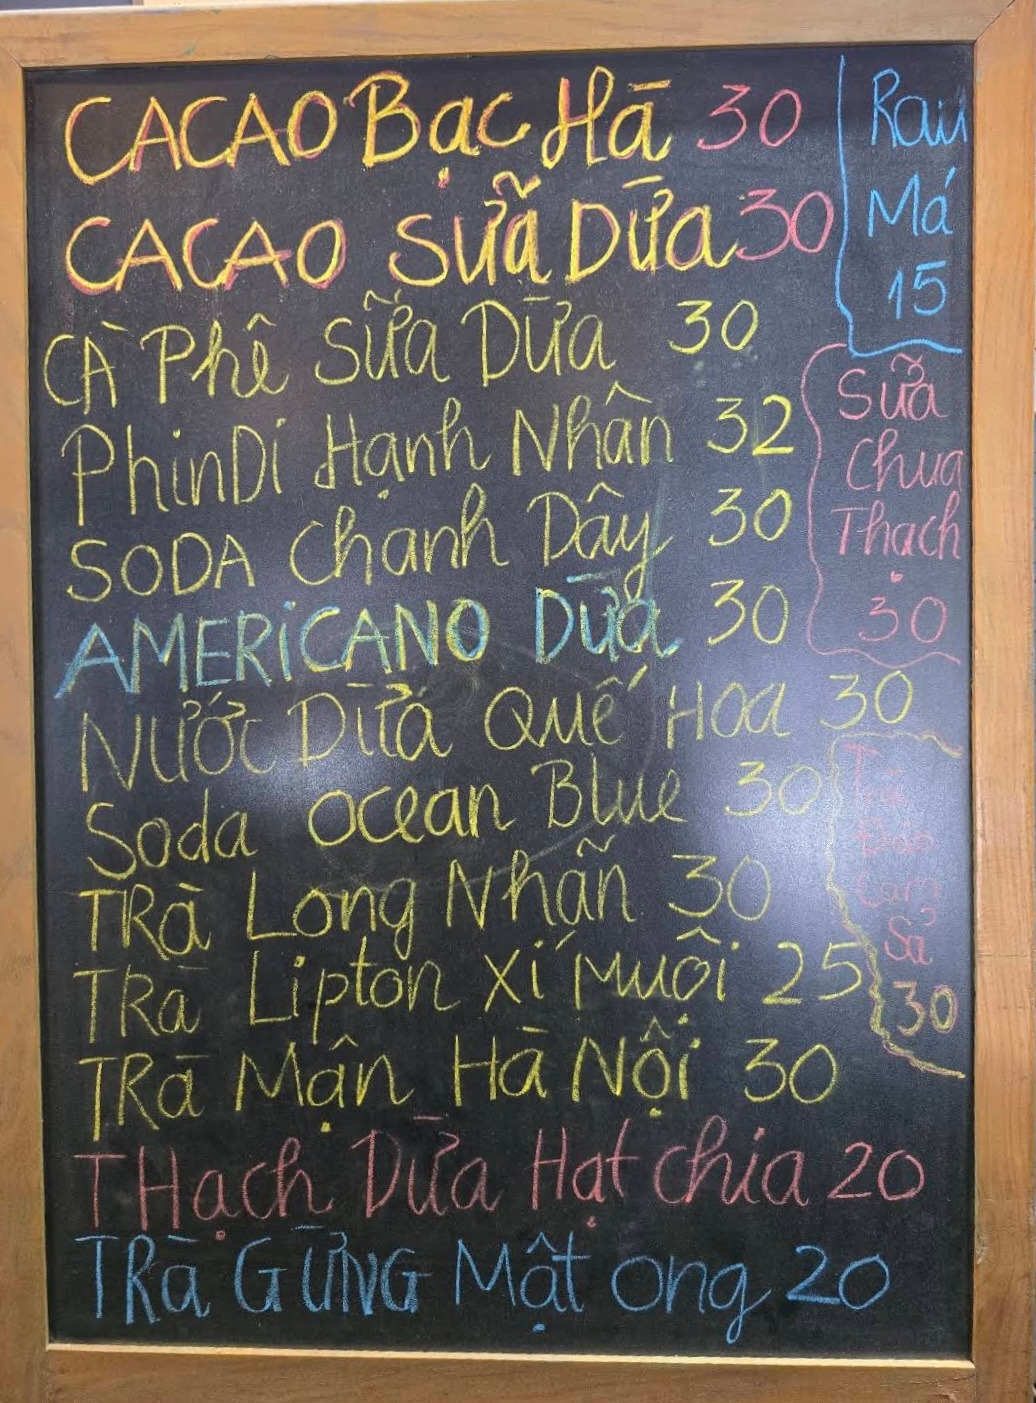 CACAO Bạc Hà 30
CACAO Sữa Dừa 30
CÀ Phê Sữa Dừa 30
PhinDi Hạnh Nhân 32
SODA Chanh Dây 30
AMERiCANO Dừa 30
NƯỚC Dừa QUẾ HOA 30
Soda Ocean Blue 30
TRà Long Nhãn 30
TRà Lipton Xí Muội 25
TRà Mận Hà Nội 30
THạch Dừa Hạt chia 20
TRà GỪNG Mật ong 20
Rau
Má
15
Sữa
Chua
Thạch
30
Trà
Đào
Cam
Sả
30